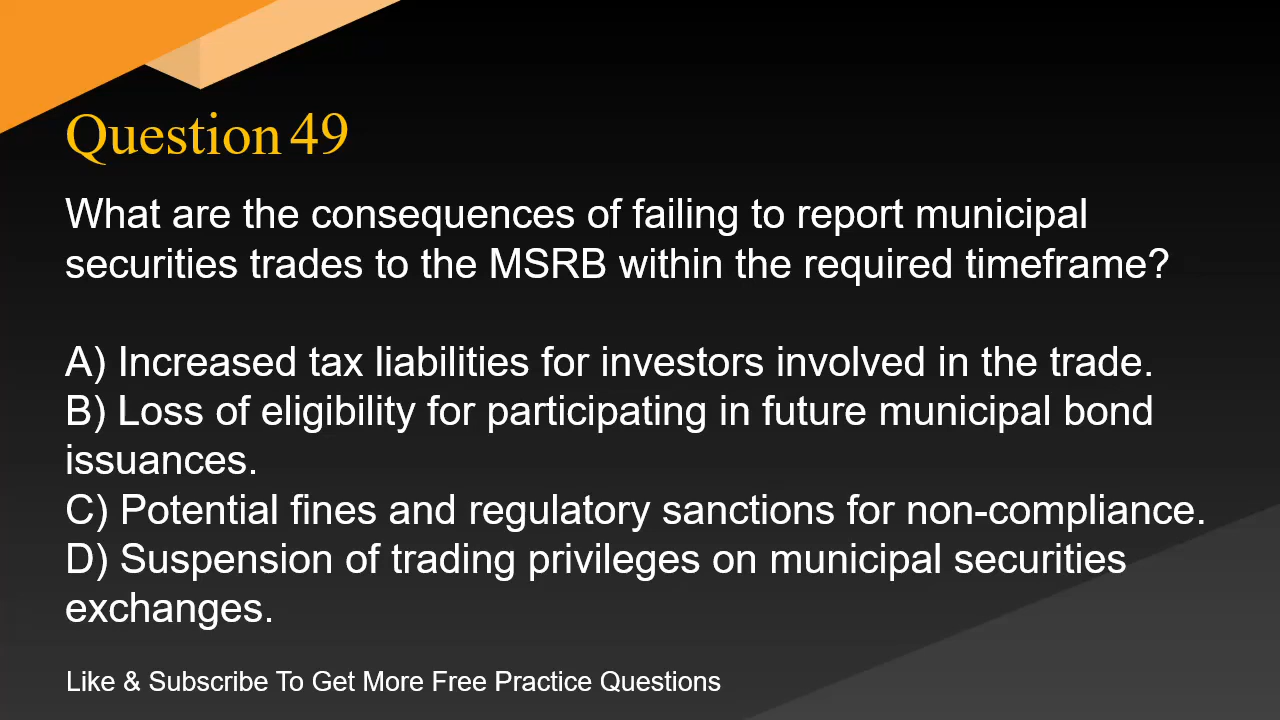 Question 49
What are the consequences of failing to report municipal
securities trades to the MSRB within the required timeframe?
A) Increased tax liabilities for investors involved in the trade.
B) Loss of eligibility for participating in future municipal bond
issuances.
C) Potential fines and regulatory sanctions for non-compliance.
D) Suspension of trading privileges on municipal securities
exchanges.
Like & Subscribe To Get More Free Practice Questions